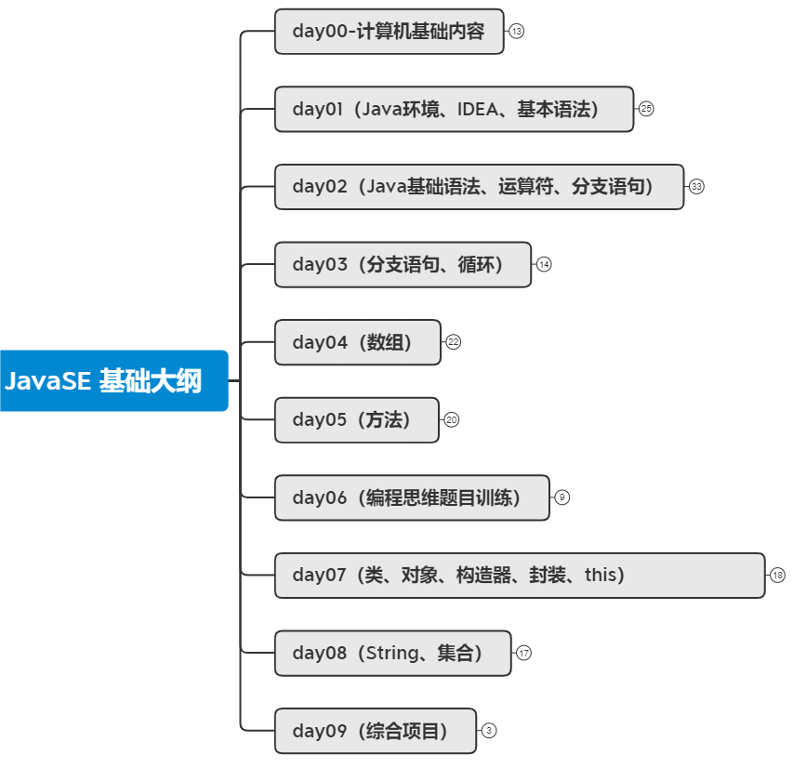 day00-计算机基础内容
13
day01（Java环境、IDEA、基本语法）
25
day02（Java基础语法、运算符、分支语句）
33
day03（分支语句、循环）
14
day04（数组）
22
JavaSE 基础大纲
day05（方法）
20
day06（编程思维题目训练）
9
day07（类、对象、构造器、封装、this）
18
day08（String、集合）
17
day09（综合项目）
3